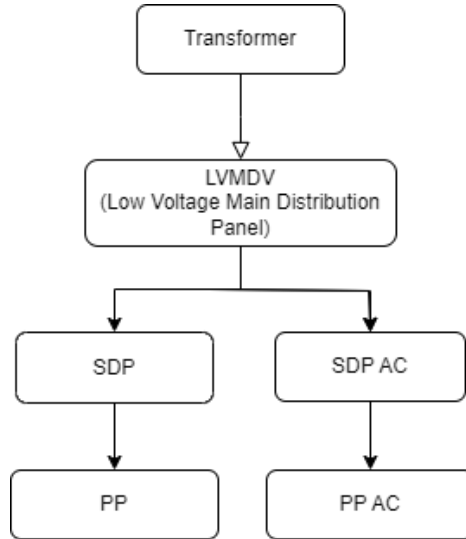 Transformer
LVMDV
(Low Voltage Main Distribution
Panel)
SDP
SDP AC
PP
PP AC